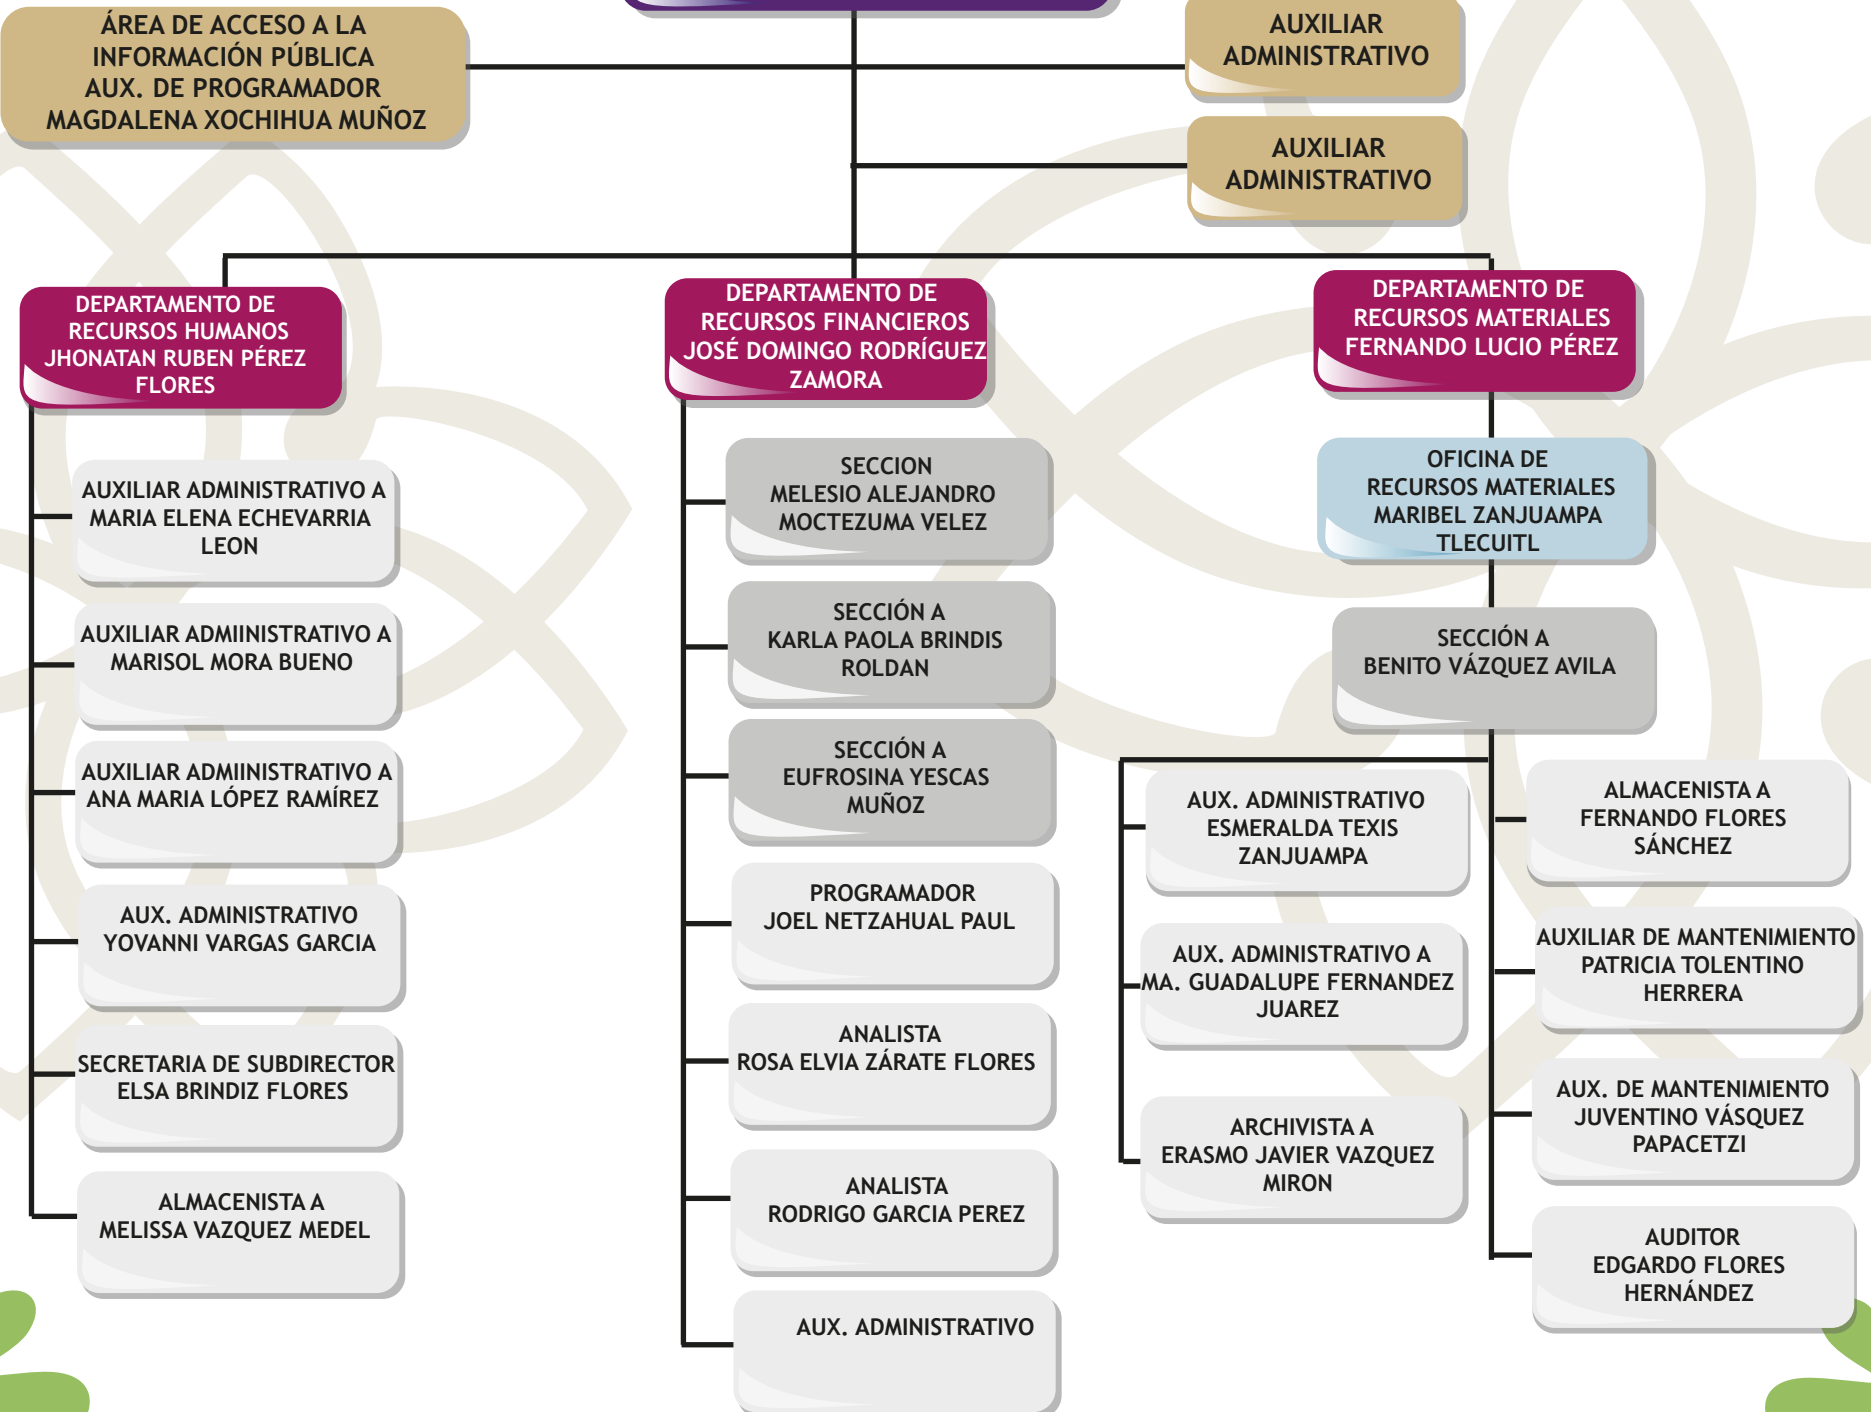 ÁREA DE ACCESO A LA
INFORMACIÓN PÚBLICA
AUX. DE PROGRAMADOR
MAGDALENA XOCHIHUA MUÑOZ
AUXILIAR
ADMINISTRATIVO
AUXILIAR
ADMINISTRATIVO
DEPARTAMENTO DE
RECURSOS HUMANOS
JHONATAN RUBEN PÉREZ
FLORES
AUXILIAR ADMINISTRATIVO A
MARIA ELENA ECHEVARRIA
LEON
AUXILIAR ADMIINISTRATIVO A
MARISOL MORA BUENO
AUXILIAR ADMIINISTRATIVO A
ANA MARIA LÓPEZ RAMÍREZ
AUX. ADMINISTRATIVO
YOVANNI VARGAS GARCIA
SECRETARIA DE SUBDIRECTOR
ELSA BRINDIZ FLORES
ALMACENISTA A
MELISSA VAZQUEZ MEDEL
DEPARTAMENTO DE
RECURSOS FINANCIEROS
JOSÉ DOMINGO RODRÍGUEZ
ZAMORA
SECCION
MELESIO ALEJANDRO
MOCTEZUMA VELEZ
SECCIÓN A
KARLA PAOLA BRINDIS
ROLDAN
SECCIÓN A
EUFROSINA YESCAS
MUÑOZ
PROGRAMADOR
JOEL NETZAHUAL PAUL
ANALISTA
ROSA ELVIA ZÁRATE FLORES
ANALISTA
RODRIGO GARCIA PEREZ
AUX. ADMINISTRATIVO
DEPARTAMENTO DE
RECURSOS MATERIALES
FERNANDO LUCIO PÉREZ
OFICINA DE
RECURSOS MATERIALES
MARIBEL ZANJUAMPA
TLECUITL
SECCIÓN A
BENITO VÁZQUEZ AVILA
AUX. ADMINISTRATIVO
ESMERALDA TEXIS
ZANJUAMPA
AUX. ADMINISTRATIVO A
MA. GUADALUPE FERNANDEZ
JUAREZ
ARCHIVISTA A
ERASMO JAVIER VAZQUEZ
MIRON
ALMACENISTA A
FERNANDO FLORES
SÁNCHEZ
AUXILIAR DE MANTENIMIENTO
PATRICIA TOLENTINO
HERRERA
AUX. DE MANTENIMIENTO
JUVENTINO VÁSQUEZ
PAPACETZI
AUDITOR
EDGARDO FLORES
HERNÁNDEZ